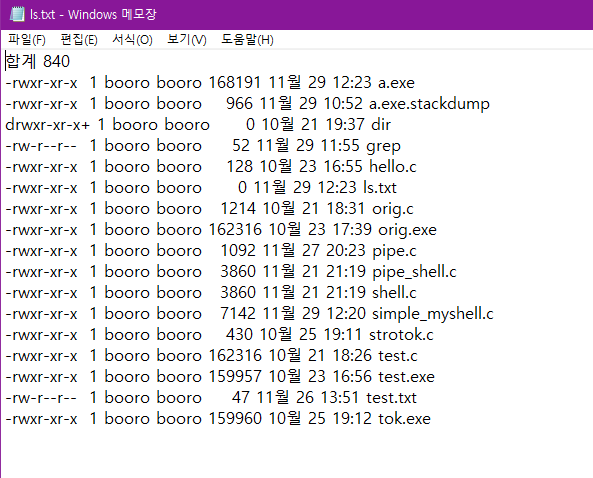 ls.txt - Windows 메모장
파일(F) 편집(E) 서식(O) 보기(V) 도움말(H)
합계 840
-rwxr-xr-x 1 booro booro 168191 11월 29 12:23 a.exe
-rwxr-xr-x 1 booro booro 966 11월 29 10:52 a.exe.stackdump
drwxr-xr-x+ 1 booro booro 0 10월 21 19:37 dir
-rw-r--r-- 1 booro booro 52 11월 29 11:55 grep
-rwxr-xr-x 1 booro booro 128 10월 23 16:55 hello.c
-rwxr-xr-x 1 booro booro 0 11월 29 12:23 ls.txt
-rwxr-xr-x 1 booro booro 1214 10월 21 18:31 orig.c
-rwxr-xr-x 1 booro booro 162316 10월 23 17:39 orig.exe
-rwxr-xr-x 1 booro booro 1092 11월 27 20:23 pipe.c
-rwxr-xr-x 1 booro booro 3860 11월 21 21:19 pipe_shell.c
-rwxr-xr-x 1 booro booro 3860 11월 21 21:19 shell.c
-rwxr-xr-x 1 booro booro 7142 11월 29 12:20 simple_myshell.c
-rwxr-xr-x 1 booro booro 430 10월 25 19:11 strotok.c
-rwxr-xr-x 1 booro booro 162316 10월 21 18:26 test.c
-rwxr-xr-x 1 booro booro 159957 10월 23 16:56 test.exe
-rw-r--r-- 1 booro booro 47 11월 26 13:51 test.txt
-rwxr-xr-x 1 booro booro 159960 10월 25 19:12 tok.exe